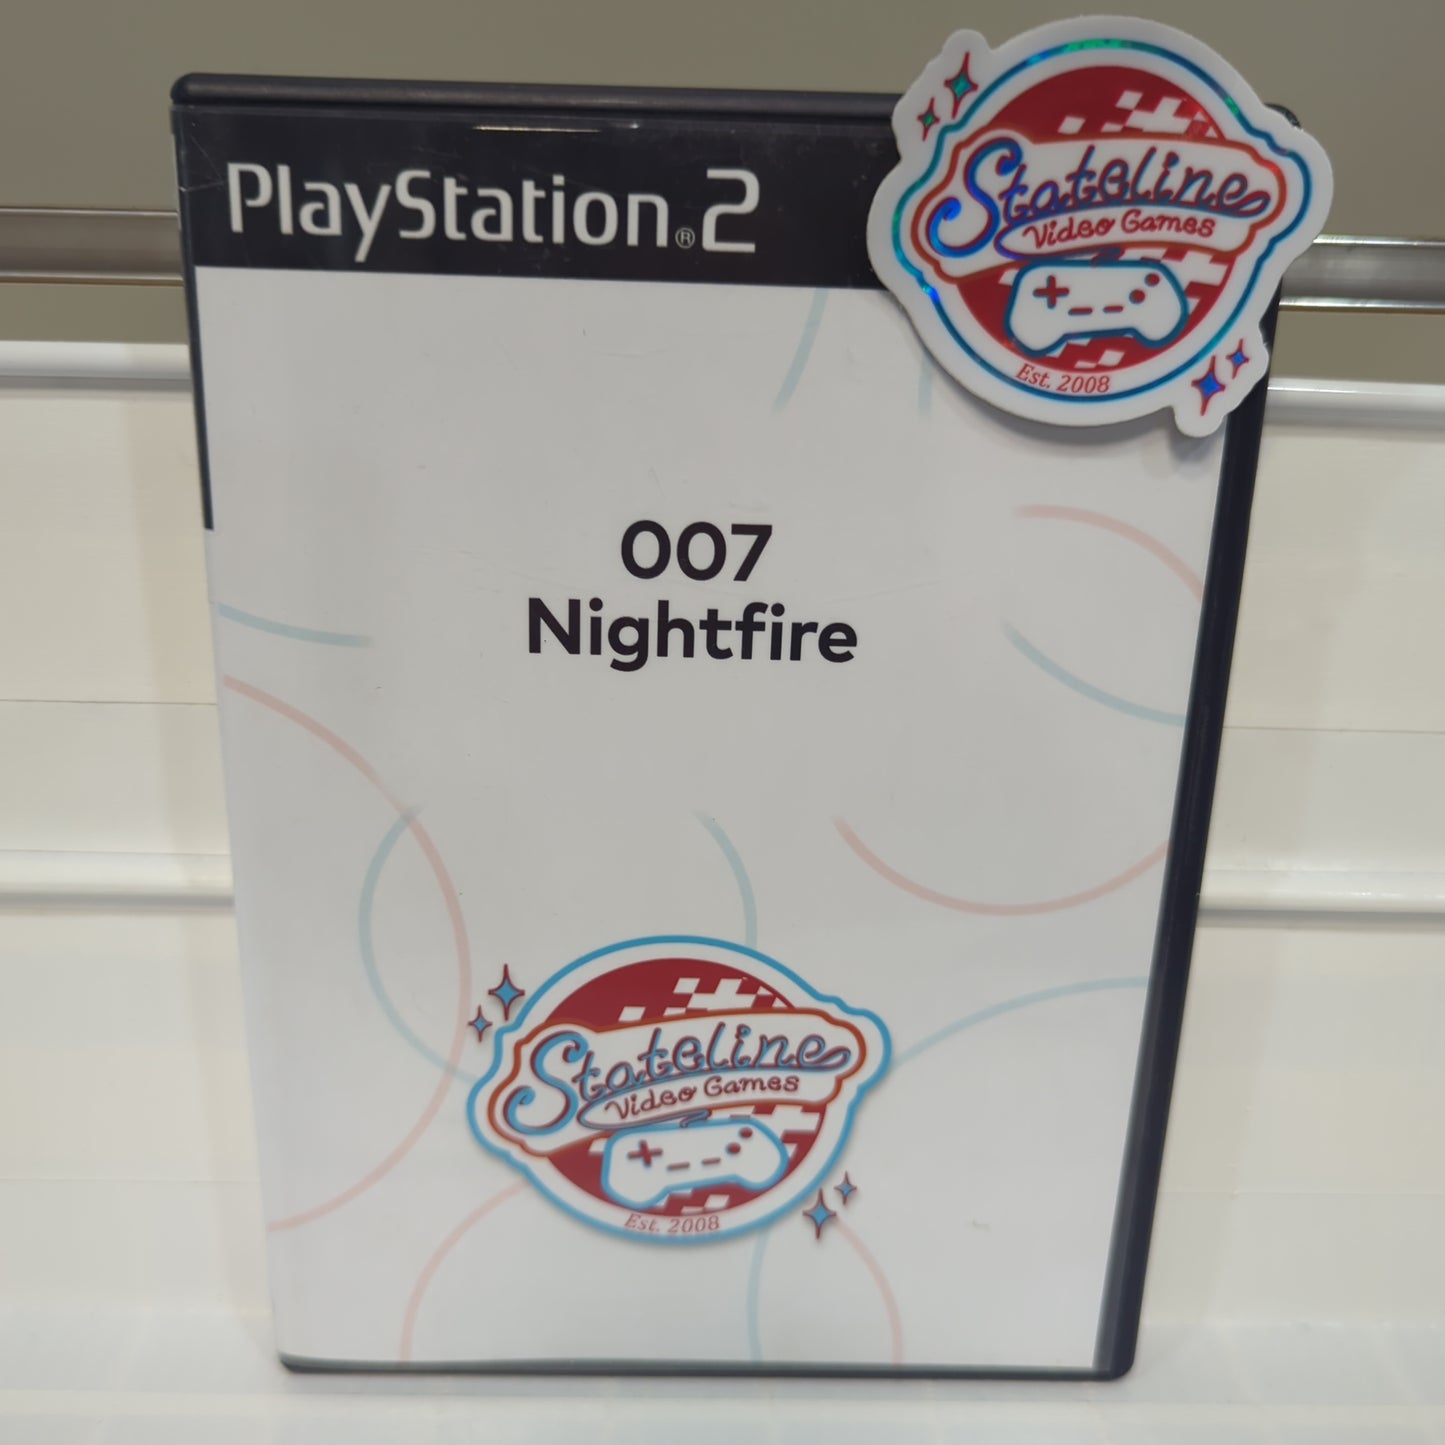 PlayStation®2
Stateline
Video Games
Est. 2008
007
Nightfire
Stateline
Video Games
Est. 2008